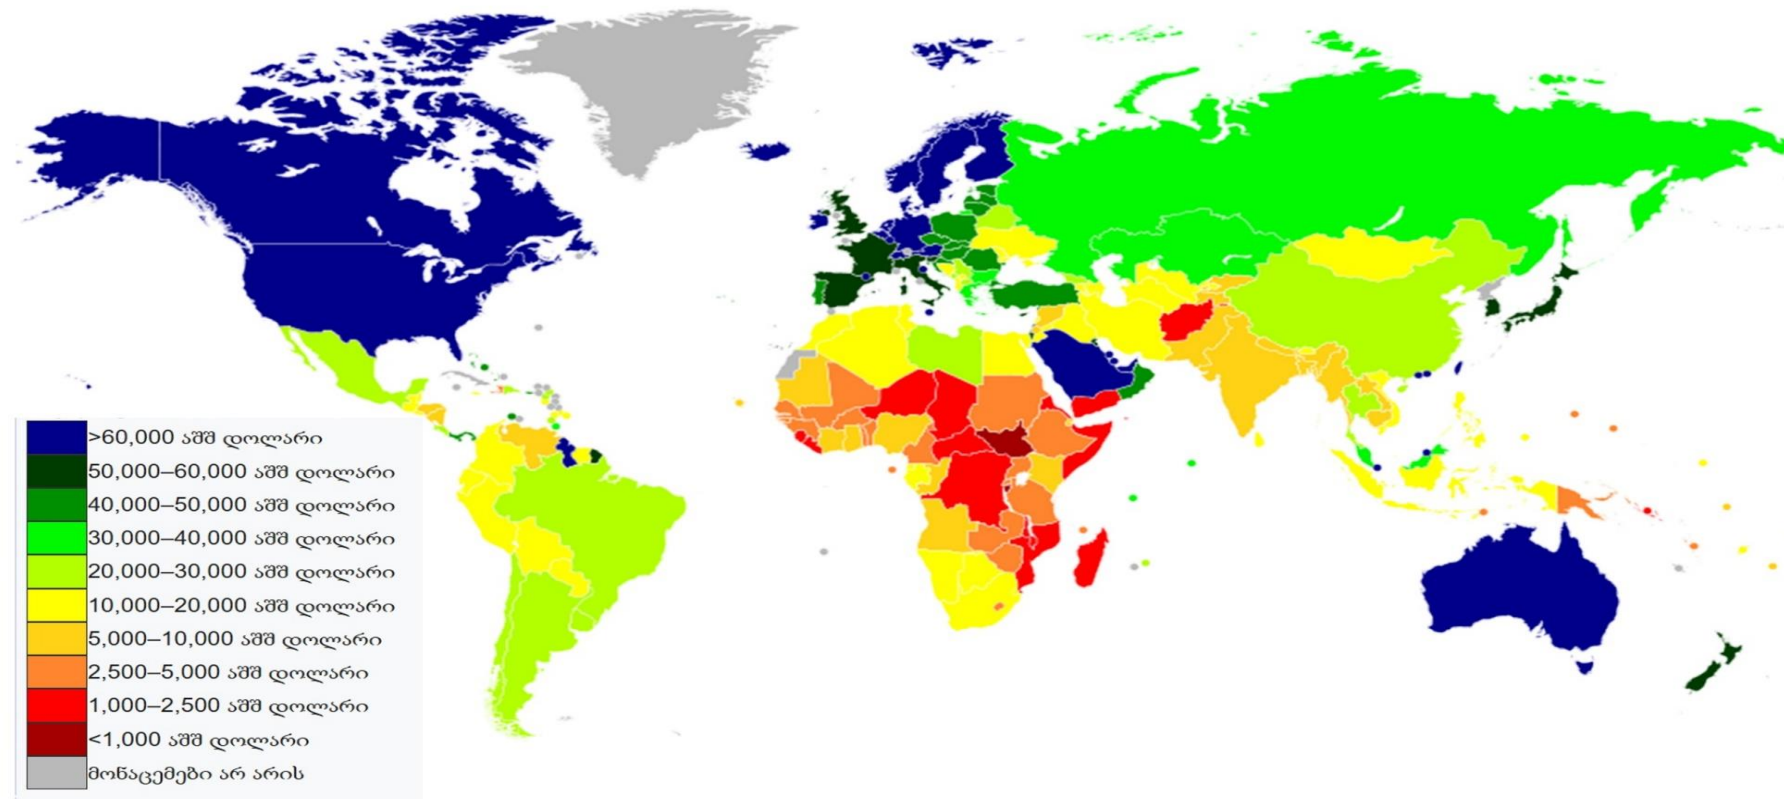 >60,000 აშშ დოლარი
50,000–60,000 აშშ დოლარი
40,000–50,000 აშშ დოლარი
30,000–40,000 აშშ დოლარი
20,000–30,000 აშშ დოლარი
10,000–20,000 აშშ დოლარი
5,000–10,000 აშშ დოლარი
2,500–5,000 აშშ დოლარი
1,000–2,500 აშშ დოლარი
<1,000 აშშ დოლარი
მონაცემები არ არის